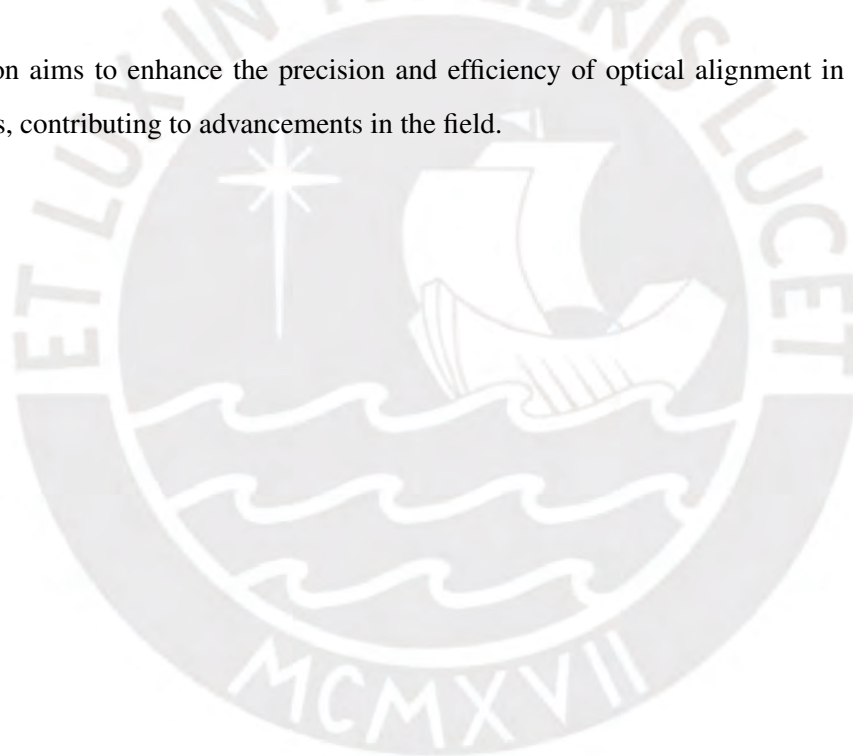 ET LUX IN TENEBRIS LUCET
on aims to enhance the precision and efficiency of optical alignment in
s, contributing to advancements in the field.
MCMXVII